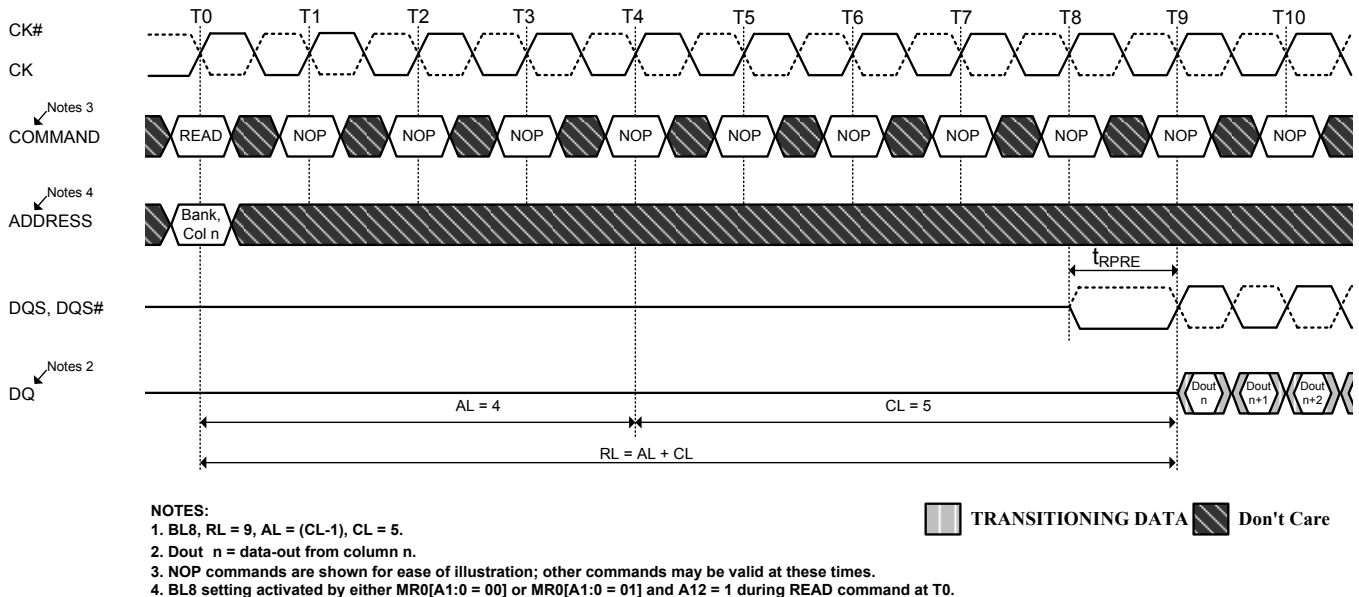 T0 T1 T2 T3 T4 T5 T6 T7 T8 T9 T10
CK#
CK
Notes 3
COMMAND
READ NOP NOP NOP NOP NOP NOP NOP NOP NOP NOP
Notes 4
ADDRESS
Bank,
Col n
tRPRE
DQS, DQS#
Notes 2
DQ
Dout n Dout n+1 Dout n+2
AL = 4 CL = 5
RL = AL + CL
NOTES:
1. BL8, RL = 9, AL = (CL-1), CL = 5.
2. Dout n = data-out from column n.
3. NOP commands are shown for ease of illustration; other commands may be valid at these times.
4. BL8 setting activated by either MR0[A1:0 = 00] or MR0[A1:0 = 01] and A12 = 1 during READ command at T0.
TRANSITIONING DATA Don't Care